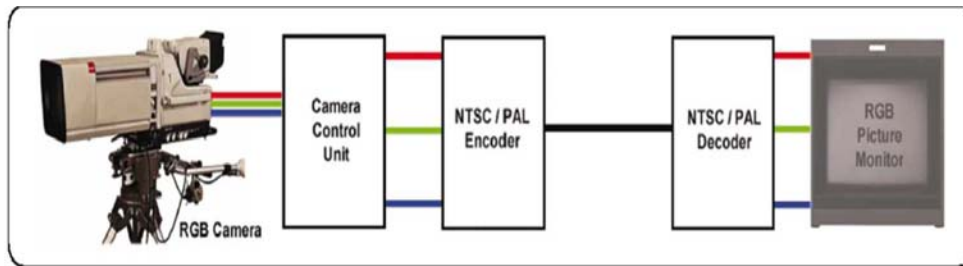 RGB Camera
Camera
Control
Unit
NTSC / PAL
Encoder
NTSC / PAL
Decoder
RGB
Picture
Monitor